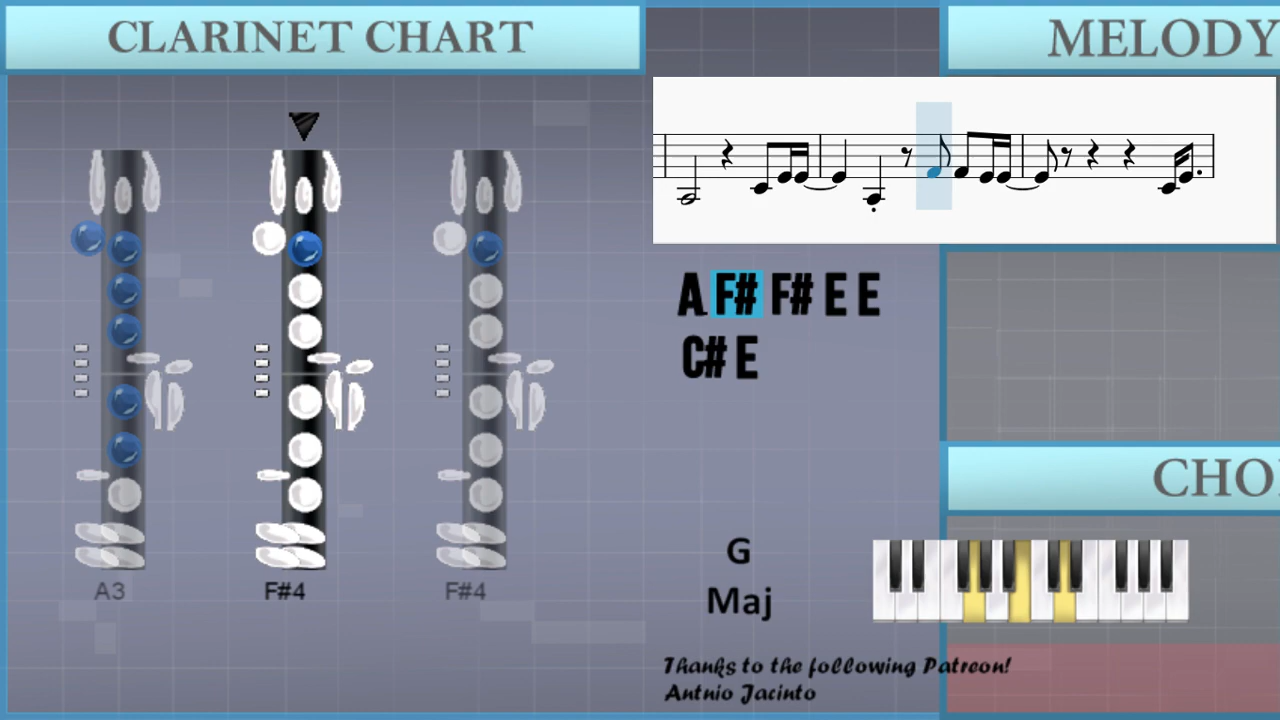 CLARINET CHART
MELODY
A F# F# E E
C# E
A3
F#4
F#4
G
Maj
CHO
Thanks to the following Patreon!
Antnio Jacinto